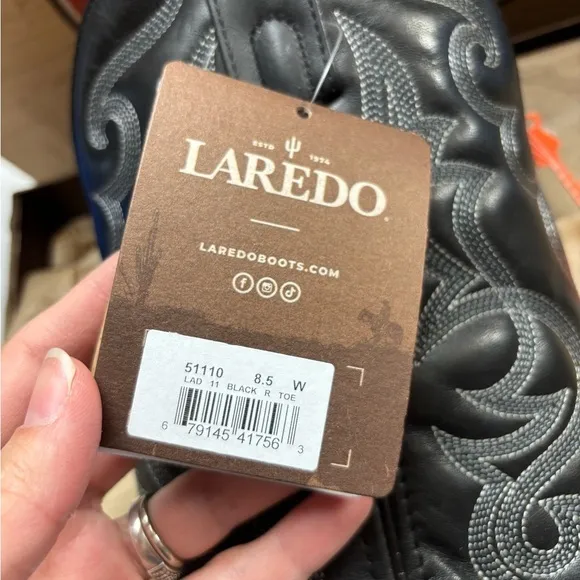 ESTD 1974
LAREDO
LAREDOBOOTS.COM
51110 8.5 W
LAD 11 BLACK R TOE
6 79145 41756 3